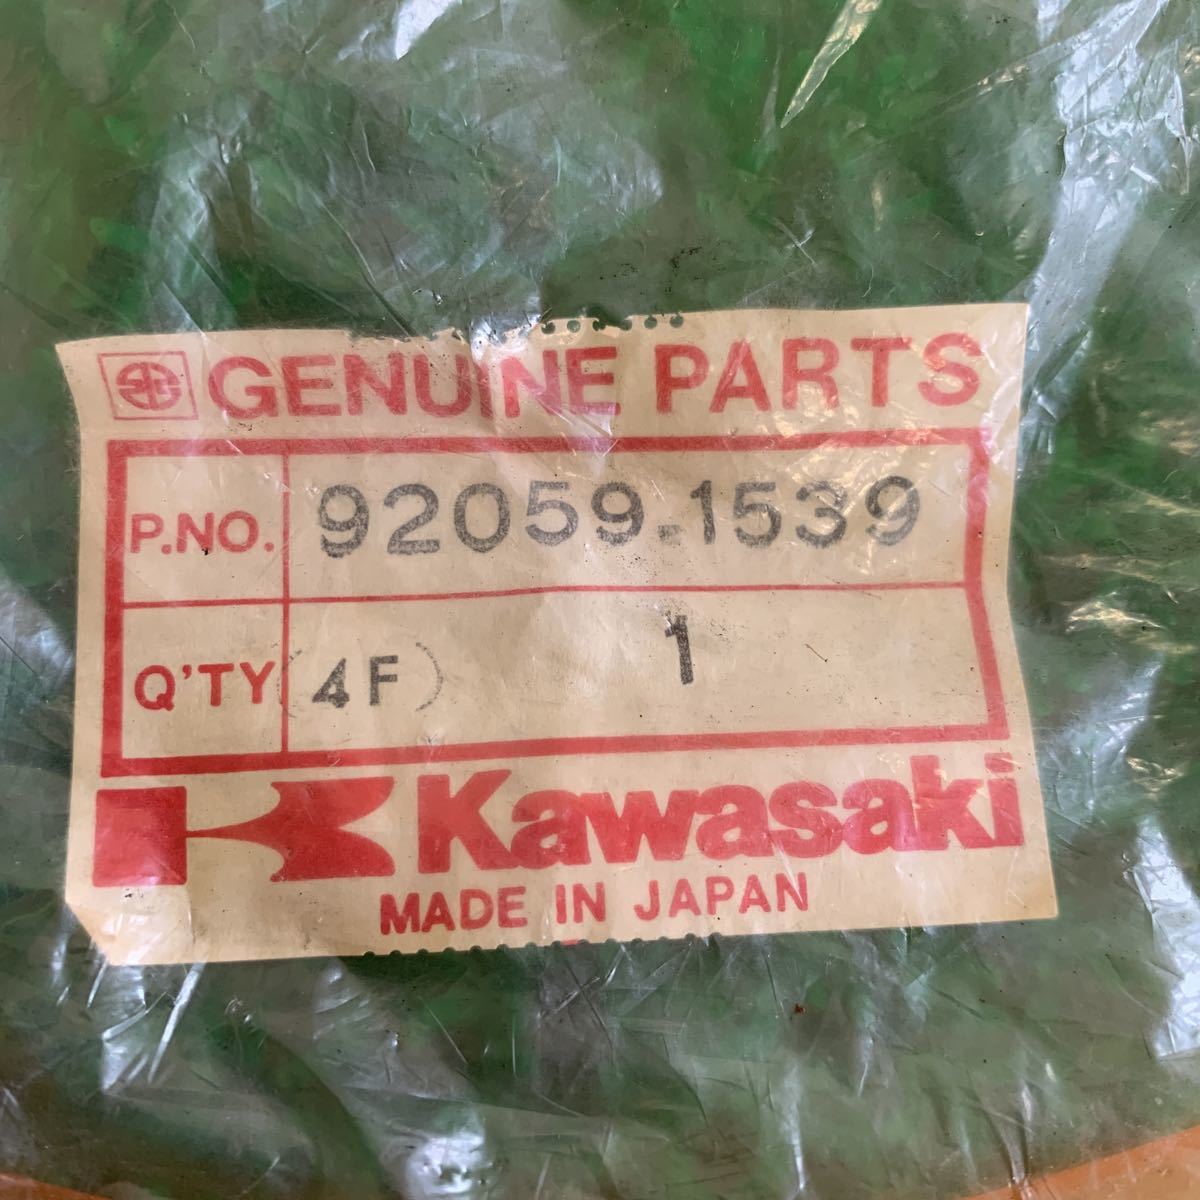 GENUINE PARTS
P.NO. 92059-1539
Q'TY (4F) 1
Kawasaki
MADE IN JAPAN